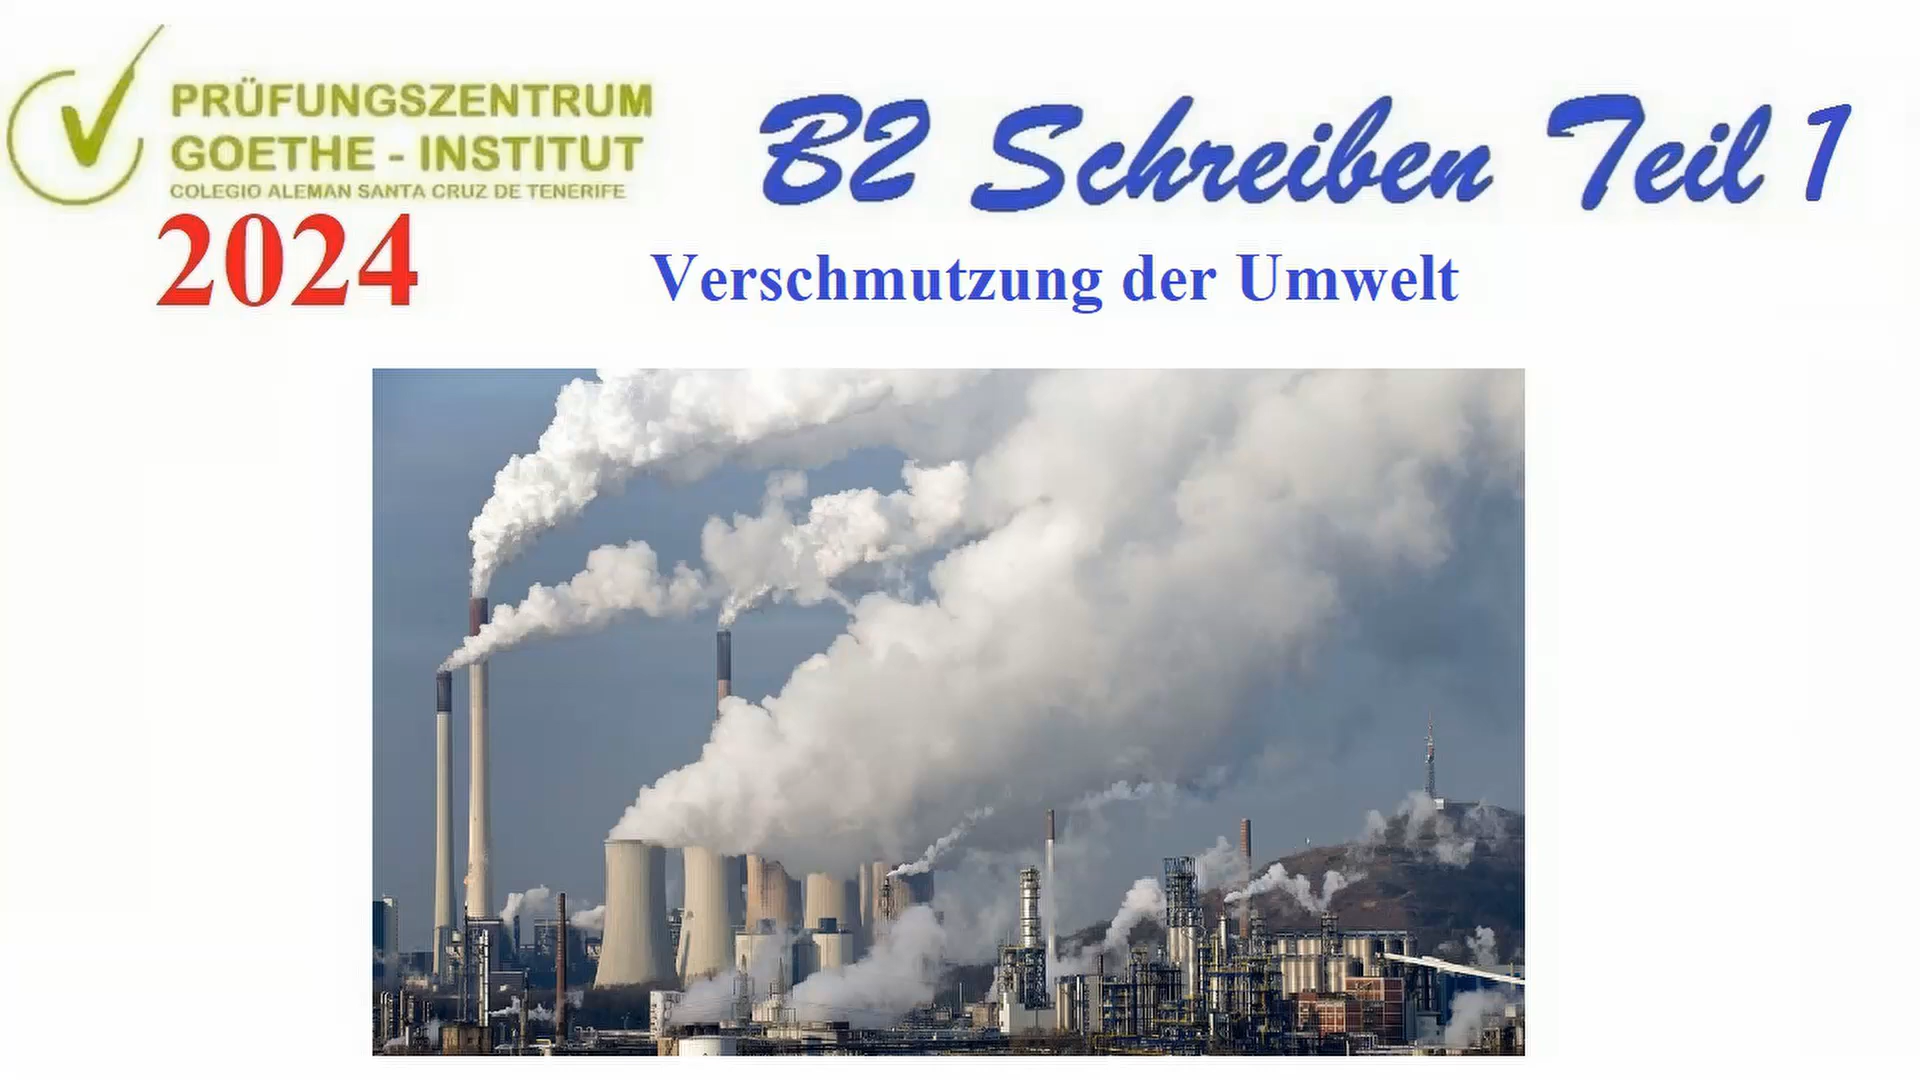 PRÜFUNGSZENTRUM
GOETHE - INSTITUT
COLEGIO ALEMAN SANTA CRUZ DE TENERIFE
2024
B2 Schreiben Teil 1
Verschmutzung der Umwelt